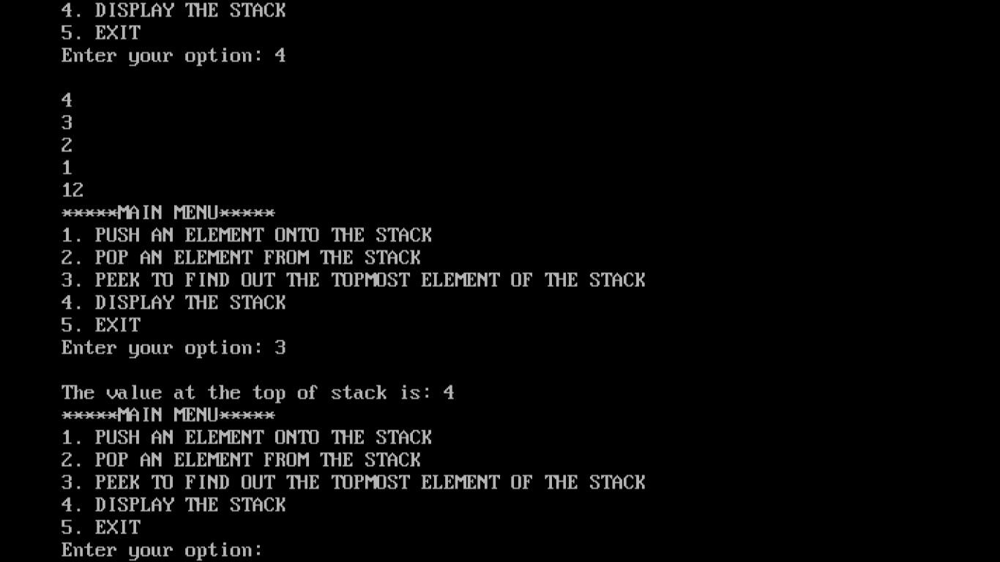 4. DISPLAY THE STACK
5. EXIT
Enter your option: 4
4
3
2
1
12
*****MAIN MENU*****
1. PUSH AN ELEMENT ONTO THE STACK
2. POP AN ELEMENT FROM THE STACK
3. PEEK TO FIND OUT THE TOPMOST ELEMENT OF THE STACK
4. DISPLAY THE STACK
5. EXIT
Enter your option: 3
The value at the top of stack is: 4
*****MAIN MENU*****
1. PUSH AN ELEMENT ONTO THE STACK
2. POP AN ELEMENT FROM THE STACK
3. PEEK TO FIND OUT THE TOPMOST ELEMENT OF THE STACK
4. DISPLAY THE STACK
5. EXIT
Enter your option: